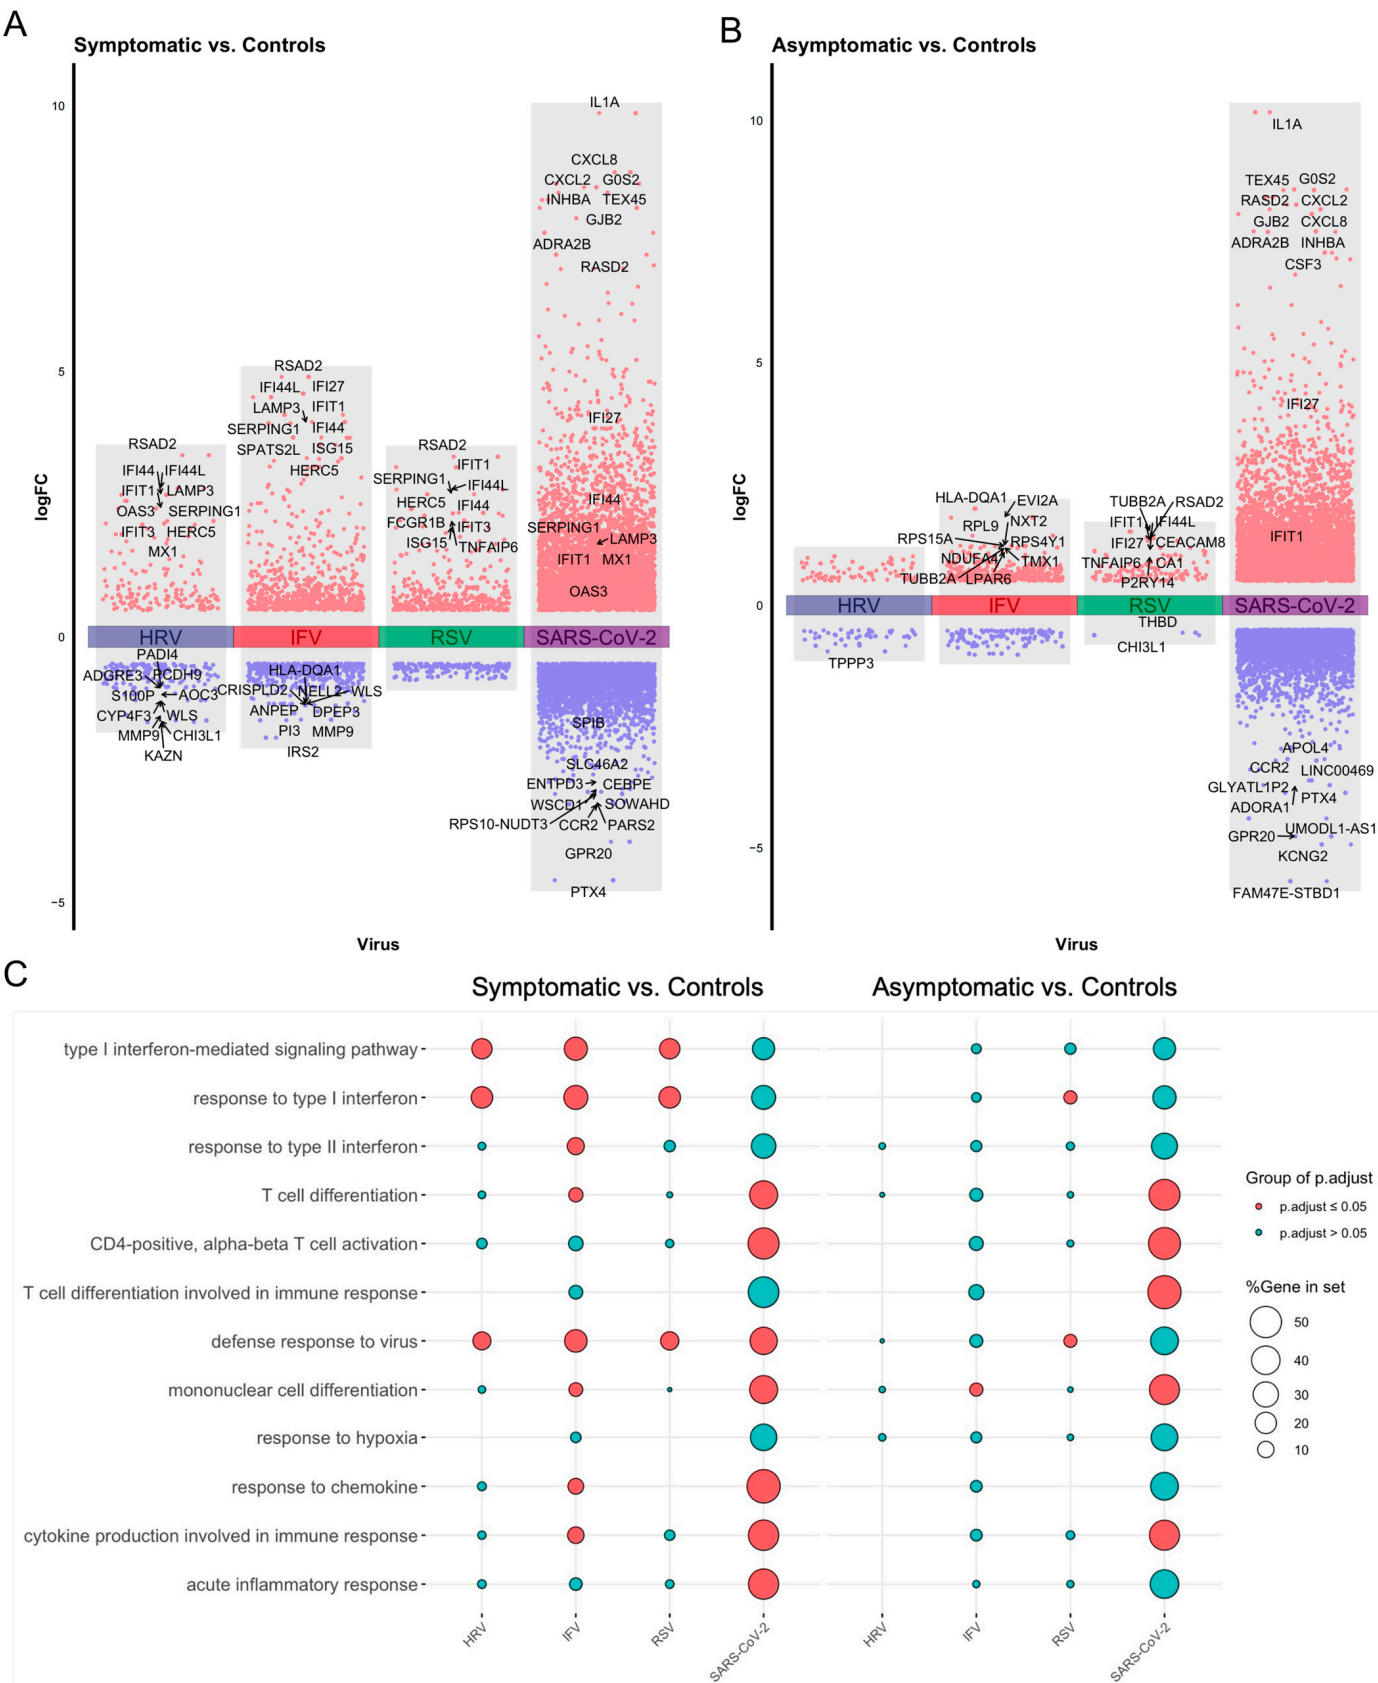 A
Symptomatic vs. Controls
10
5
0
−5
logFC
IL1A
CXCL8
CXCL2 G0S2
INHBA TEX45
GJB2
ADRA2B
RASD2
IFI27
IFI44
SERPING1
LAMP3
IFIT1 MX1
OAS3
RSAD2
IFI44L IFI27
LAMP3 IFIT1
SERPING1 IFI44
SPATS2L ISG15
HERC5
RSAD2
IFI44 IFI44L
IFIT1 LAMP3
OAS3 SERPING1
IFIT3 HERC5
MX1
RSAD2
IFIT1
SERPING1 IFI44L
HERC5 IFI44
FCGR1B IFIT3
ISG15 TNFAIP6
HRV IFV RSV SARS-CoV-2
PADI4
ADGRE3 PCDH9
S100P AOC3
CYP4F3 WLS
MMP9 CHI3L1
KAZN
HLA-DQA1
CRISPLD2 NELL2 WLS
ANPEP DPEP3
PI3 MMP9
IRS2
SPIB
SLC46A2
ENTPD3 CEBPE
WSCD1 SOWAHD
RPS10-NUDT3 CCR2 PARS2
GPR20
PTX4
Virus
B
Asymptomatic vs. Controls
10
5
0
−5
IL1A
TEX45 G0S2
RASD2 CXCL2
GJB2 CXCL8
ADRA2B INHBA
CSF3
IFI27
IFIT1
HLA-DQA1 EVI2A
RPL9 NXT2
RPS15A RPS4Y1
NDUFA4 TMX1
TUBB2A LPAR6
TUBB2A RSAD2
IFIT1 IFI44L
IFI27 CEACAM8
TNFAIP6 CA1
P2RY14
HRV IFV RSV SARS-CoV-2
TPPP3
THBD
CHI3L1
APOL4
CCR2 LINC00469
GLYATL1P2
PTX4
ADORA1
UMODL1-AS1
GPR20
KCNG2
FAM47E-STBD1
logFC
Virus
C
Symptomatic vs. Controls Asymptomatic vs. Controls
type I interferon-mediated signaling pathway
response to type I interferon
response to type II interferon
T cell differentiation
CD4-positive, alpha-beta T cell activation
T cell differentiation involved in immune response
defense response to virus
mononuclear cell differentiation
response to hypoxia
response to chemokine
cytokine production involved in immune response
acute inflammatory response
HRV IFV RSV SARS-CoV-2 HRV IFV RSV SARS-CoV-2
Group of p.adjust
p.adjust ≤ 0.05
p.adjust > 0.05
%Gene in set
50
40
30
20
10